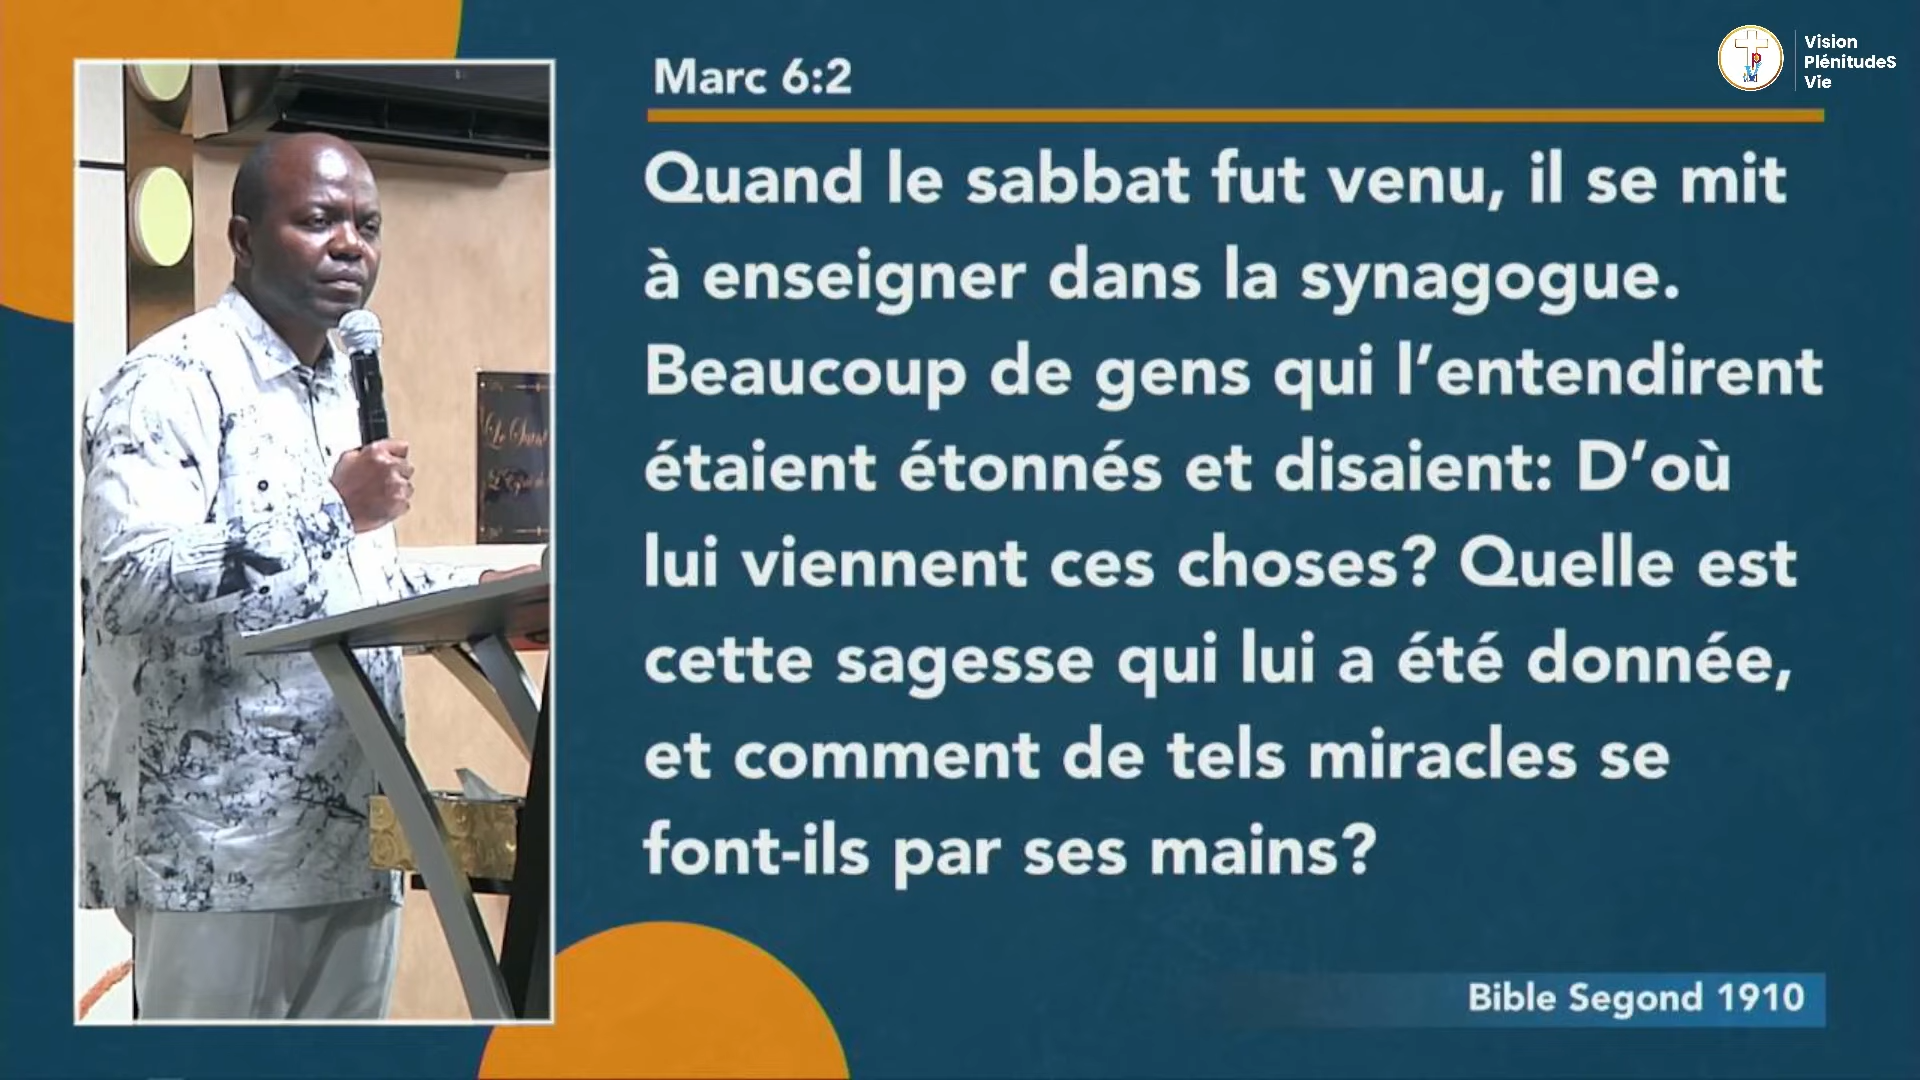 Marc 6:2
Vision
PlénitudeS
Vie
Quand le sabbat fut venu, il se mit
à enseigner dans la synagogue.
Beaucoup de gens qui l’entendirent
étaient étonnés et disaient: D’où
lui viennent ces choses? Quelle est
cette sagesse qui lui a été donnée,
et comment de tels miracles se
font-ils par ses mains?
Le Saint
Bible Segond 1910